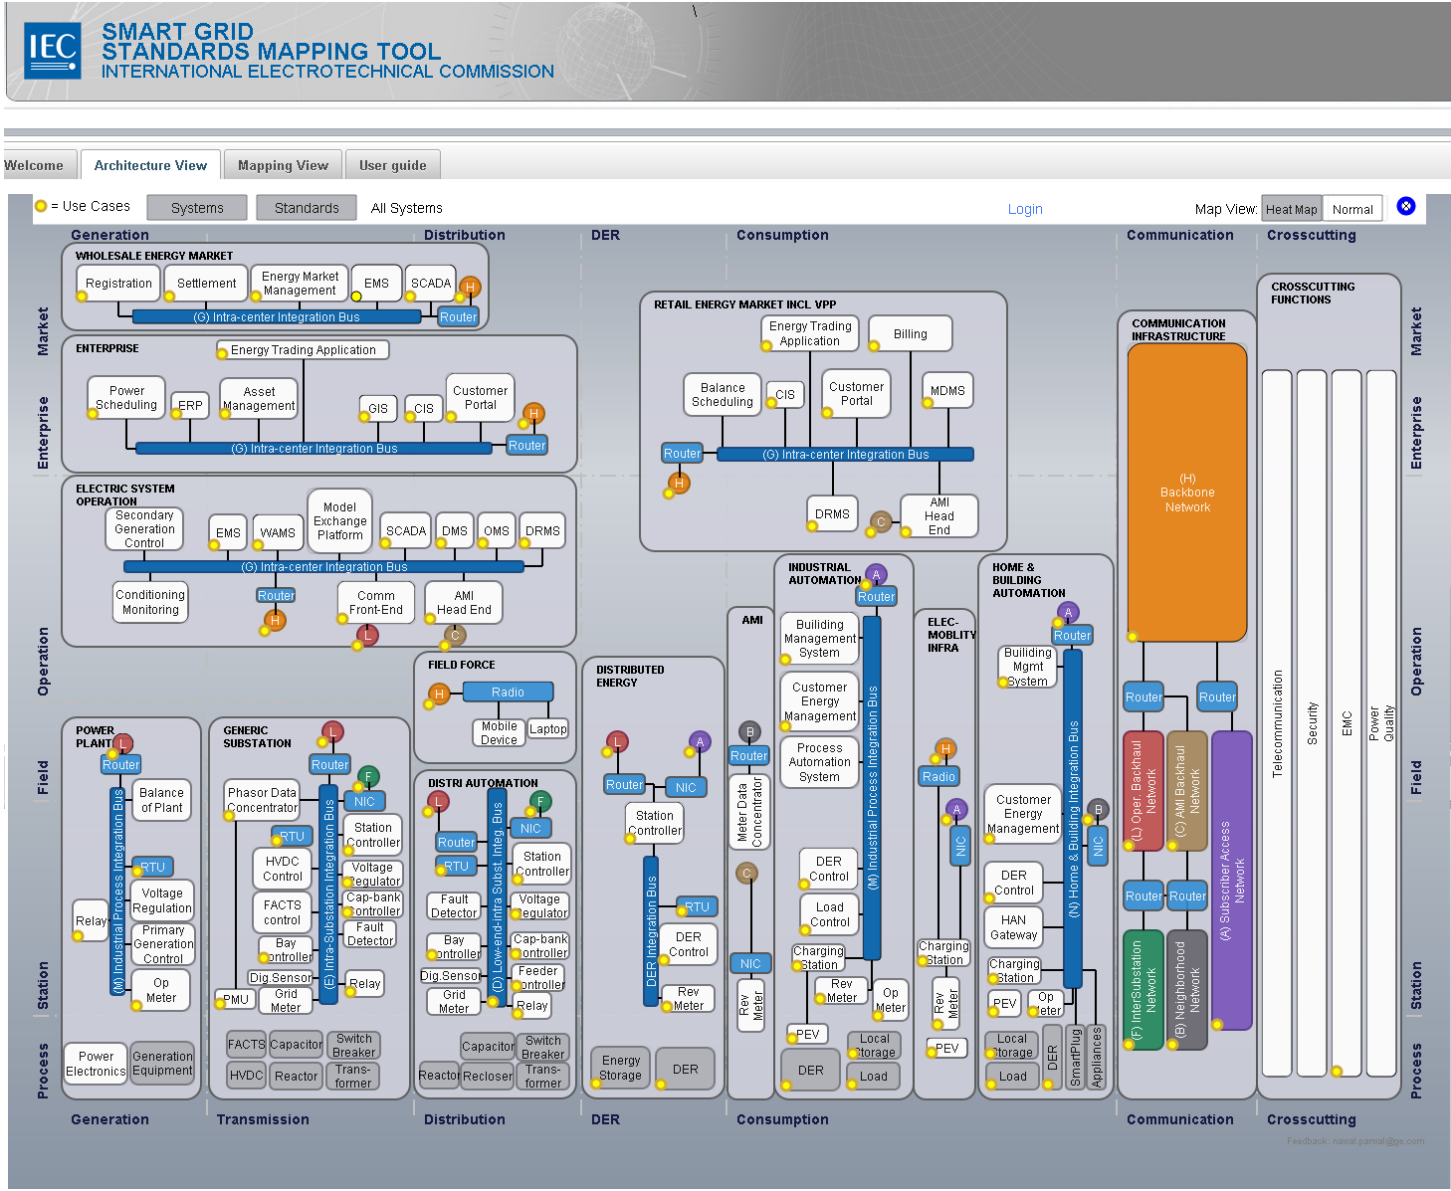 IEC
SMART GRID
STANDARDS MAPPING TOOL
INTERNATIONAL ELECTROTECHNICAL COMMISSION
Welcome
Architecture View
Mapping View
User guide
= Use Cases
Systems
Standards
All Systems
Login
Map View:
Heat Map
Normal
Generation
Distribution
DER
Consumption
Communication
Crosscutting
Market
Enterprise
Operation
Field
Station
Process
WHOLESALE ENERGY MARKET
Registration
Settlement
Energy Market
Management
EMS
SCADA
H
(G) Intra-center Integration Bus
Router
ENTERPRISE
Energy Trading Application
Power
Scheduling
ERP
Asset
Management
GIS
CIS
Customer
Portal
H
(G) Intra-center Integration Bus
Router
ELECTRIC SYSTEM
OPERATION
Secondary
Generation
Control
EMS
WAMS
Model
Exchange
Platform
SCADA
DMS
OMS
DRMS
(G) Intra-center Integration Bus
Conditioning
Monitoring
Router
H
Comm
Front-End
L
AMI
Head End
C
RETAIL ENERGY MARKET INCL VPP
Energy Trading
Application
Billing
Balance
Scheduling
CIS
Customer
Portal
MDMS
Router
(G) Intra-center Integration Bus
H
DRMS
C
AMI
Head
End
FIELD FORCE
H
Radio
Mobile
Device
Laptop
POWER
PLANT
L
Router
Balance
of Plant
(M) Industrial Process Integration Bus
RTU
Relay
Voltage
Regulation
Primary
Generation
Control
Op
Meter
Power
Electronics
Generation
Equipment
GENERIC
SUBSTATION
L
Router
F
NIC
Phasor Data
Concentrator
RTU
(E) Intra-Substation Integration Bus
Station
Controller
HVDC
Control
Voltage
Regulator
FACTS
control
Cap-bank
Controller
Fault
Detector
Bay
Controller
Dig.Sensor
Relay
PMU
Grid
Meter
FACTS
Capacitor
Switch
Breaker
HVDC
Reactor
Trans-
former
DISTRI AUTOMATION
L
F
Router
NIC
RTU
(D) Low-end-intra Subst. Integ. Bus
Station
Controller
Fault
Detector
Voltage
Regulator
Bay
Controller
Cap-bank
Controller
Dig.Sensor
Feeder
Controller
Grid
Meter
Relay
Capacitor
Switch
Breaker
Reactor
Recloser
Trans-
former
DISTRIBUTED
ENERGY
L
A
Router
NIC
Station
Controller
DER Integration Bus
RTU
DER
Control
Rev
Meter
Energy
Storage
DER
AMI
B
Router
Meter Data
Concentrator
C
NIC
Rev
Meter
INDUSTRIAL
AUTOMATION
A
Router
Builiding
Management
System
Customer
Energy
Management
Process
Automation
System
(M) Industrial Process Integration Bus
DER
Control
Load
Control
Charging
Station
Rev
Meter
Op
Meter
PEV
Local
Storage
DER
Load
ELEC-
MOBLITY
INFRA
H
Radio
A
NIC
Charging
Station
Rev
Meter
PEV
HOME &
BUILDING
AUTOMATION
A
Router
Builiding
Mgmt
System
(N) Home & Building Integration Bus
Customer
Energy
Management
B
NIC
DER
Control
HAN
Gateway
Charging
Station
PEV
Op
Meter
Local
Storage
Load
DER
SmartPlug
Appliances
COMMUNICATION
INFRASTRUCTURE
(H)
Backbone
Network
Router
Router
(L) Oper. Backhaul
Network
(C) AMI Backhaul
Network
(A) Subscriber Access
Network
Router
Router
(F) InterSubstation
Network
(B) Neighborhood
Network
CROSSCUTTING
FUNCTIONS
Telecommunication
Security
EMC
Power
Quality
Market
Enterprise
Operation
Field
Station
Process
Generation
Transmission
Distribution
DER
Consumption
Communication
Crosscutting